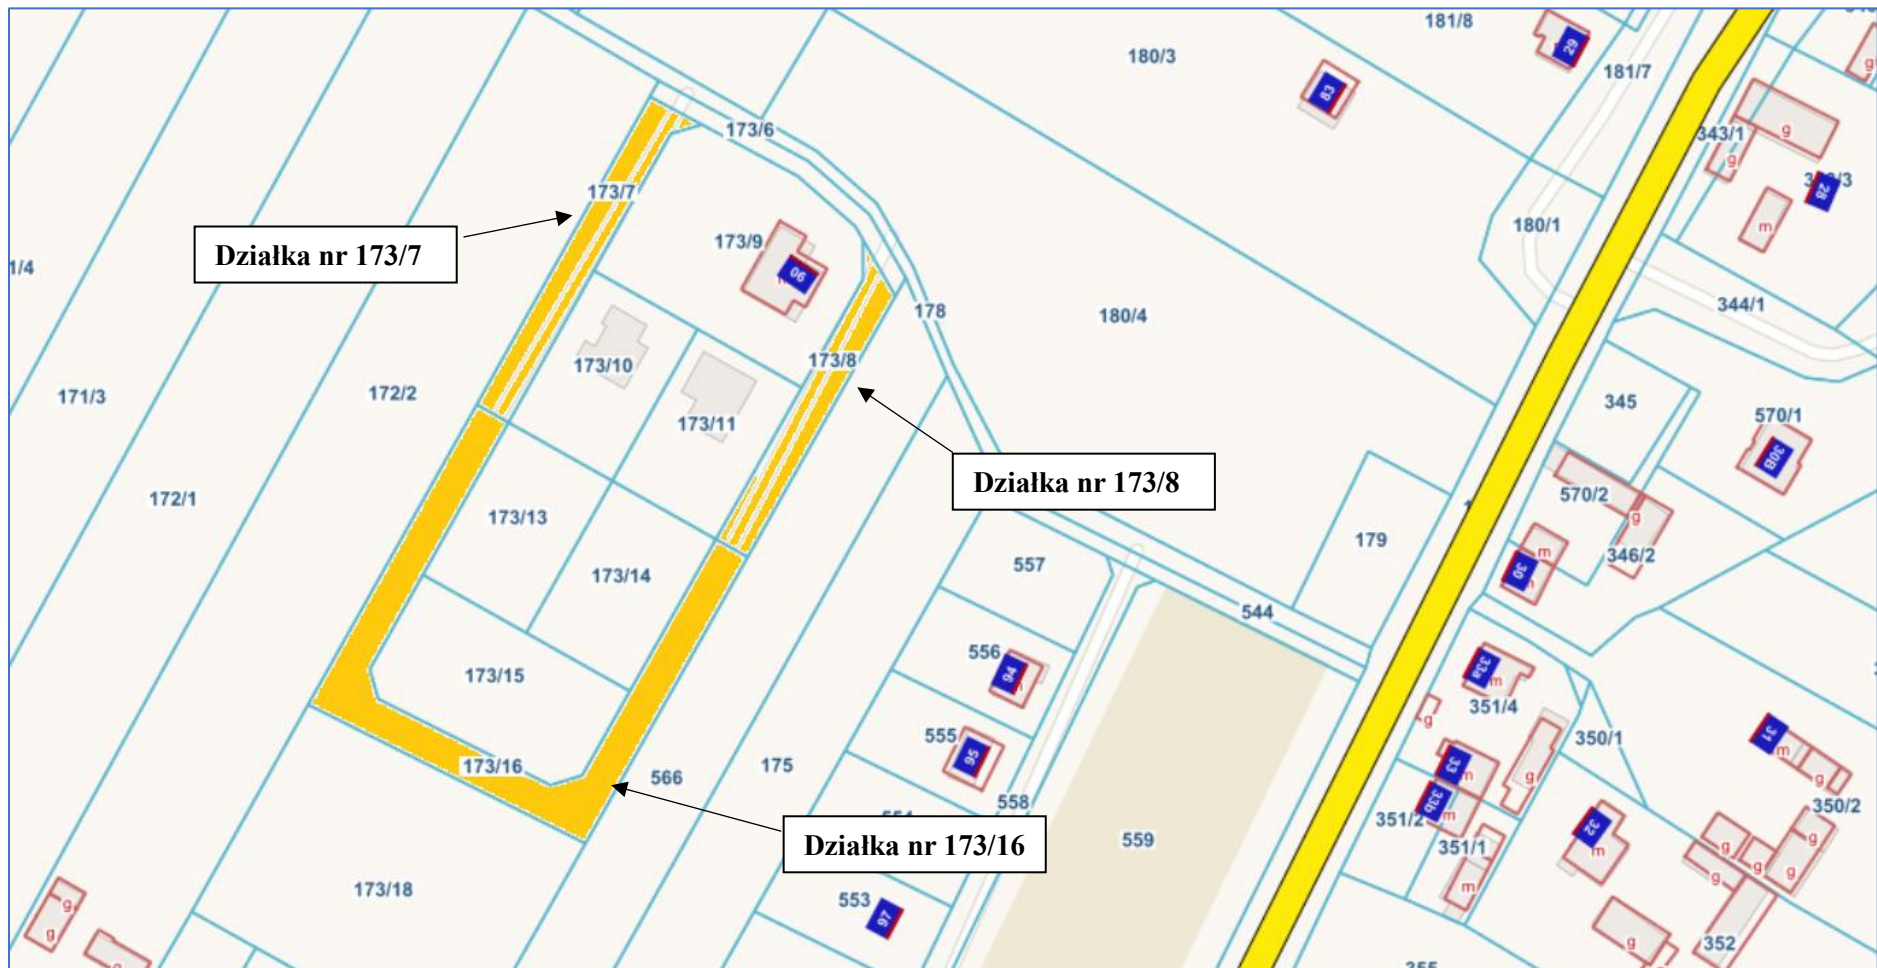 181/8
29
180/3
181/7
g
83
173/6
343/1
g
g
28
173/7
m
180/1
Działka nr 173/7
173/9
90
1/4
344/1
178
180/4
173/8
173/10
171/3
172/2
345
570/1
173/11
30B
Działka nr 173/8
172/1
570/2
173/13
g
179
m
346/2
557
30
173/14
544
556
33a
m
94
351/4
173/15
g
31
m
555
350/1
95
33
m
g
g
173/16
566
175
558
33b
350/2
m
351/2
32
g
Działka nr 173/16
559
351/1
m
g
g
g
g
m
173/18
553
g
97
g
g
352